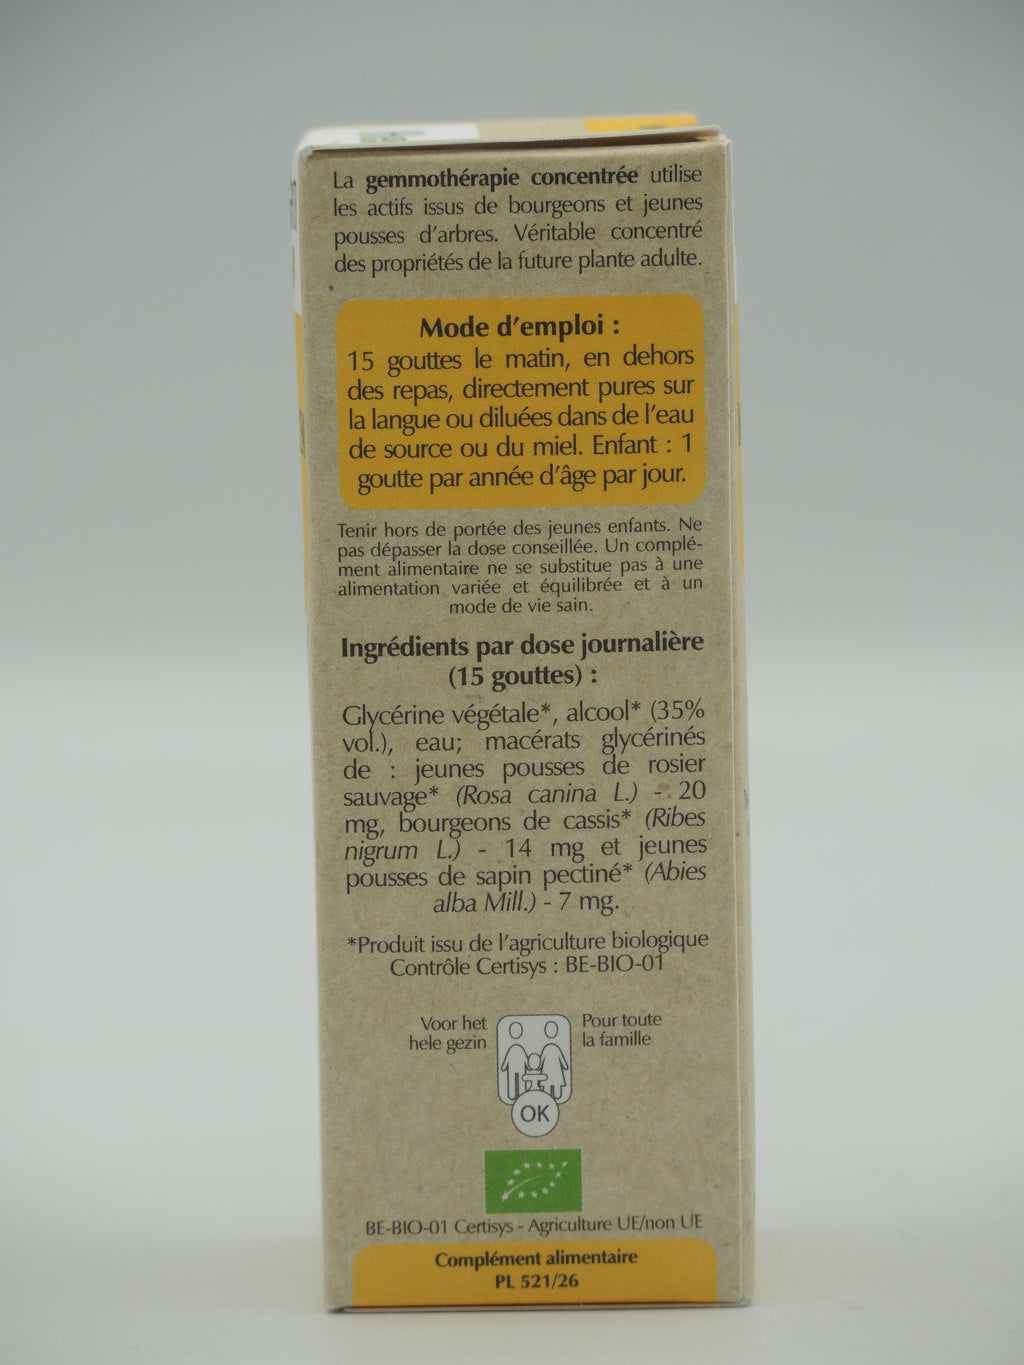 La gemmothérapie concentrée utilise
les actifs issus de bourgeons et jeunes
pousses d'arbres. Véritable concentré
des propriétés de la future plante adulte.
Mode d'emploi :
15 gouttes le matin, en dehors
des repas, directement pures sur
la langue ou diluées dans de l'eau
de source ou du miel. Enfant : 1
goutte par année d'âge par jour.
Tenir hors de portée des jeunes enfants. Ne
pas dépasser la dose conseillée. Un complé-
ment alimentaire ne se substitue pas à une
alimentation variée et équilibrée et à un
mode de vie sain.
Ingrédients par dose journalière
(15 gouttes) :
Glycérine végétale*, alcool* (35%
vol.), eau; macérats glycérinés
de : jeunes pousses de rosier
sauvage* (Rosa canina L.) - 20
mg, bourgeons de cassis* (Ribes
nigrum L.) - 14 mg et jeunes
pousses de sapin pectiné* (Abies
alba Mill.) - 7 mg.
*Produit issu de l'agriculture biologique
Contrôle Certisys : BE-BIO-01
Voor het
hele gezin
Pour toute
la famille
OK
BE-BIO-01 Certisys - Agriculture UE/non UE
Complément alimentaire
PL 521/26